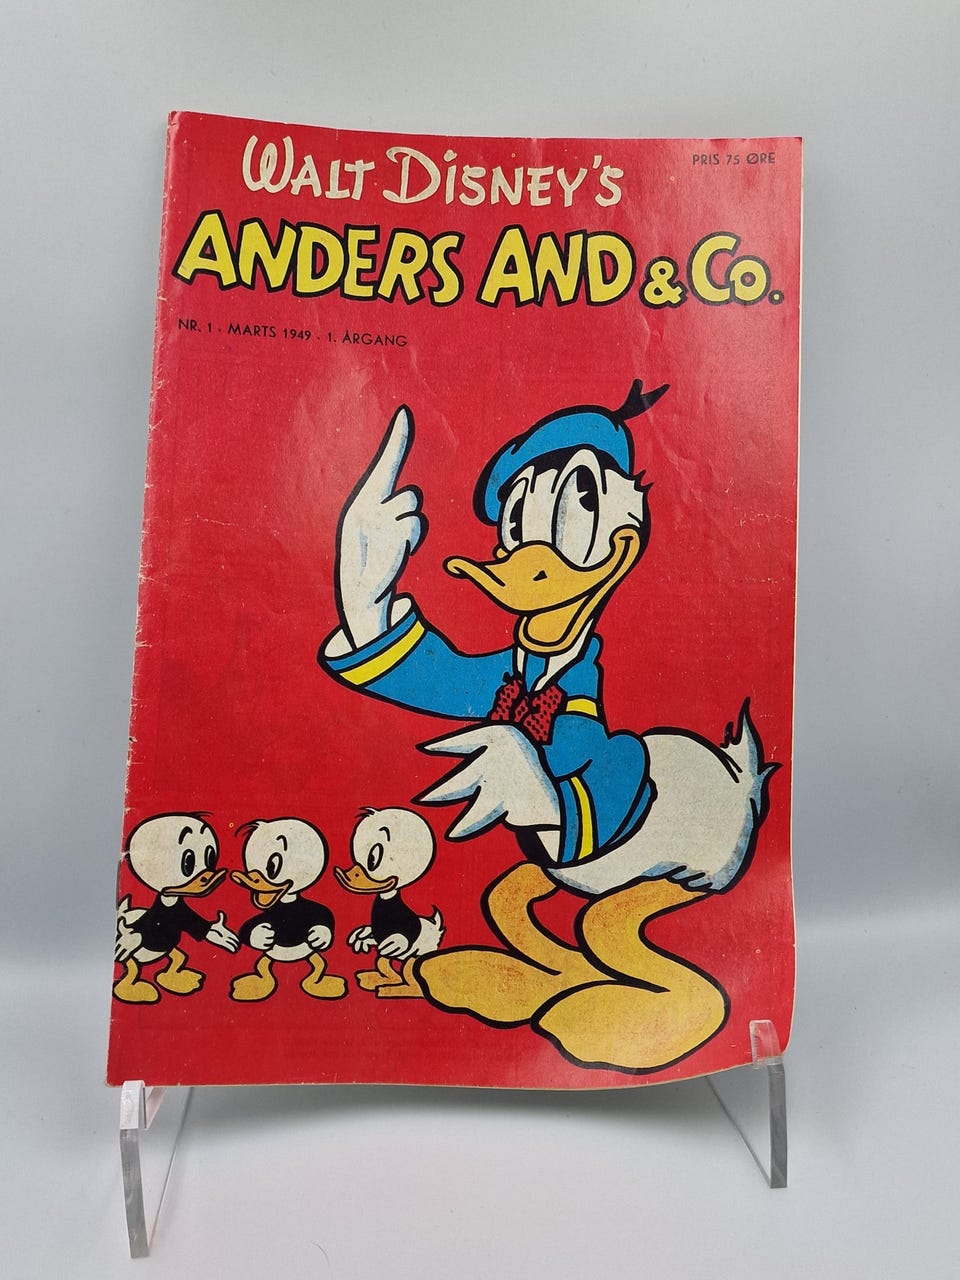 PRIS 75 ØRE
WALT DISNEY'S
ANDERS AND & Co.
NR. 1 · MARTS 1949 · 1. ÅRGANG